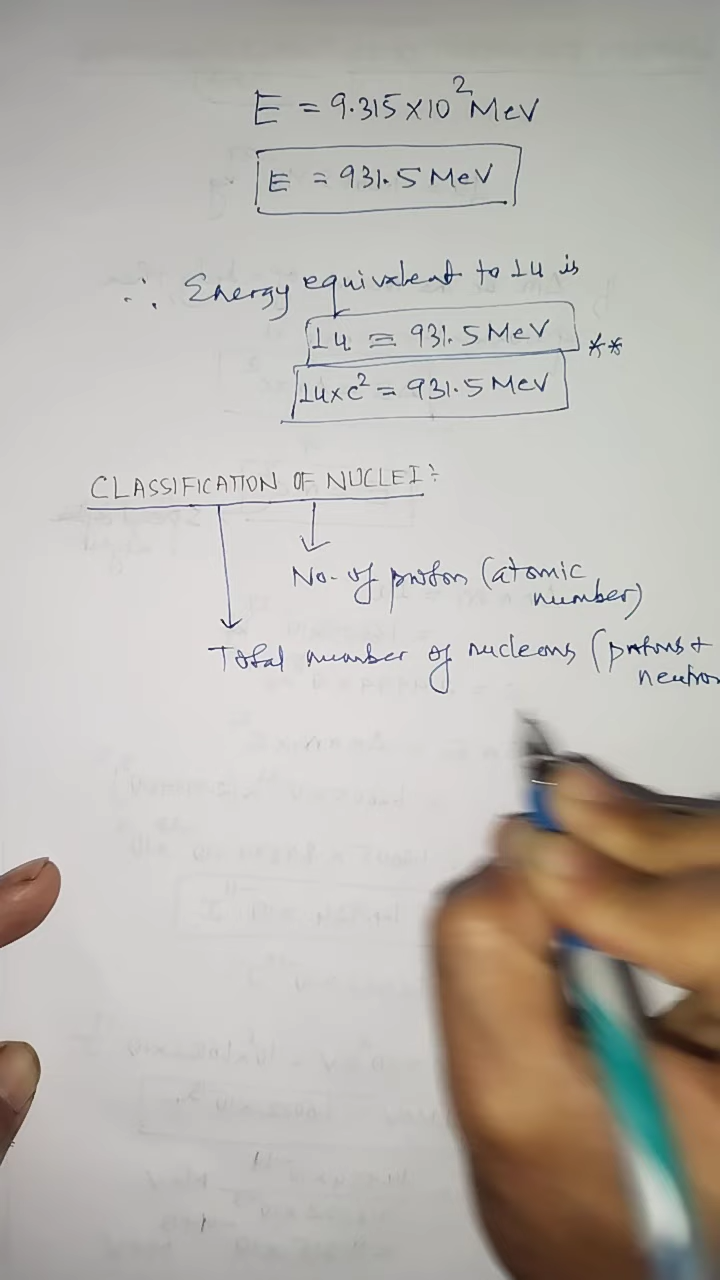 E = 9.315×10² MeV
E = 931.5 MeV
∴ Energy equivalent to 1u is
1u ≡ 931.5 MeV **
1u×c² = 931.5 MeV
CLASSIFICATION OF NUCLEI:
No. of proton (atomic
number)
Total number of nucleons (protons +
neutron